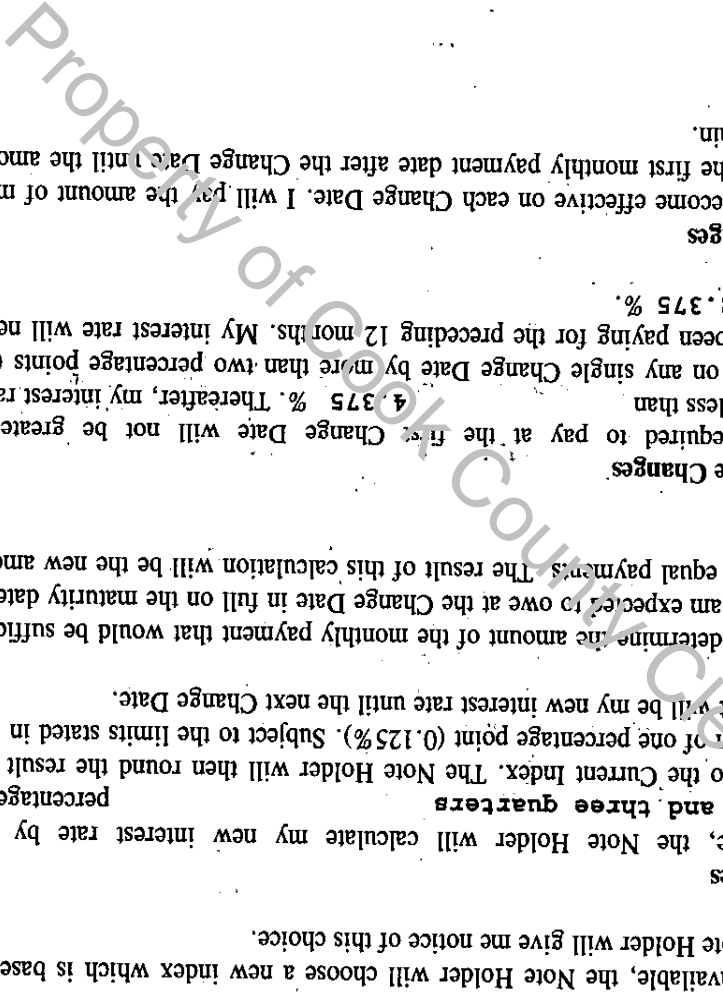 vailable, the Note Holder will choose a new index which is base
te Holder will give me notice of this choice.
es
e, the Note Holder will calculate my new interest rate by
and three quarters percentage
o the Current Index. The Note Holder will then round the result
of one percentage point (0.125%). Subject to the limits stated in
t will be my new interest rate until the next Change Date.
determine the amount of the monthly payment that would be suffic
am expected to owe at the Change Date in full on the maturity date
equal payments. The result of this calculation will be the new amo
e Changes
equired to pay at the first Change Date will not be greate
less than 4.375 %. Thereafter, my interest ra
on any single Change Date by more than two percentage points
been paying for the preceding 12 months. My interest rate will ne
.375 %.
ges
ecome effective on each Change Date. I will pay the amount of m
he first monthly payment date after the Change Date until the amo
in.
Property of Cook County Cle